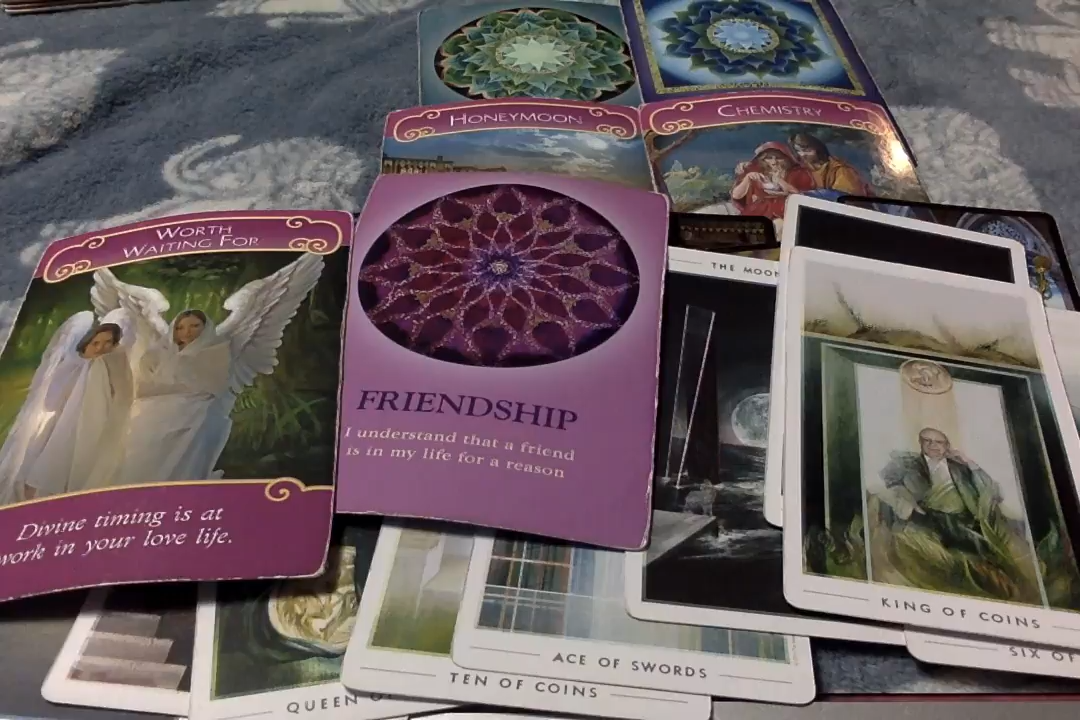 HONEYMOON
CHEMISTRY
WORTH
WAITING FOR
FRIENDSHIP
I understand that a friend
is in my life for a reason
Divine timing is at
work in your love life.
THE MOON
KING OF COINS
SIX OF
ACE OF SWORDS
TEN OF COINS
QUEEN OF